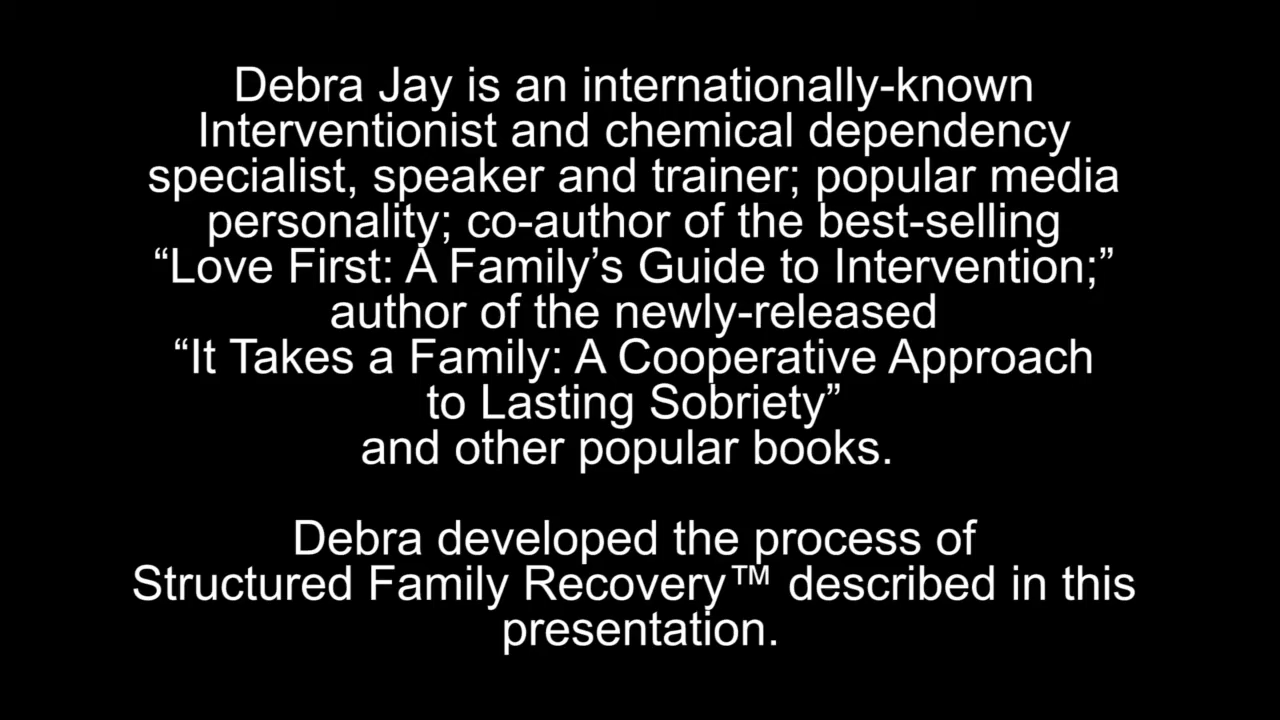 Debra Jay is an internationally-known
Interventionist and chemical dependency
specialist, speaker and trainer; popular media
personality; co-author of the best-selling
“Love First: A Family’s Guide to Intervention;”
author of the newly-released
“It Takes a Family: A Cooperative Approach
to Lasting Sobriety”
and other popular books.
Debra developed the process of
Structured Family Recovery™ described in this
presentation.